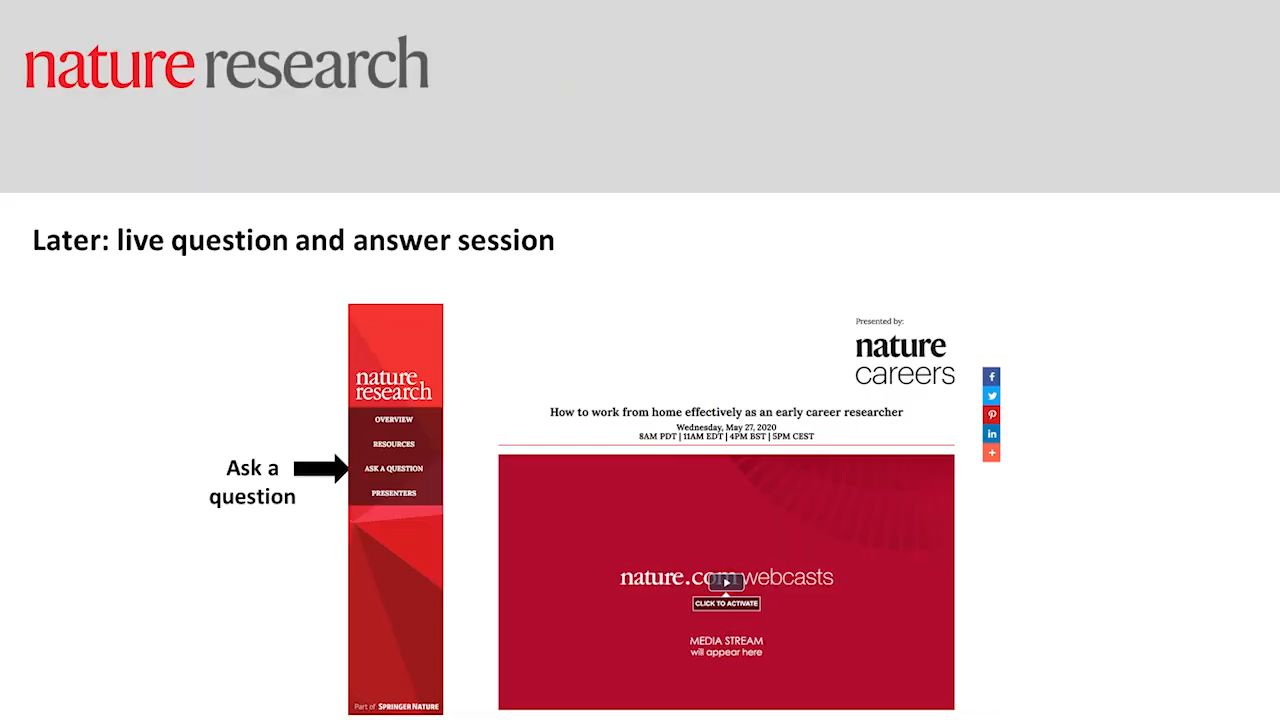 nature research
Later: live question and answer session
Ask a
question
nature
research
OVERVIEW
RESOURCES
ASK A QUESTION
PRESENTERS
Part of SPRINGER NATURE
Presented by:
nature
careers
How to work from home effectively as an early career researcher
Wednesday, May 27, 2020
8AM PDT | 11AM EDT | 4PM BST | 5PM CEST
nature.com webcasts
CLICK TO ACTIVATE
MEDIA STREAM
will appear here